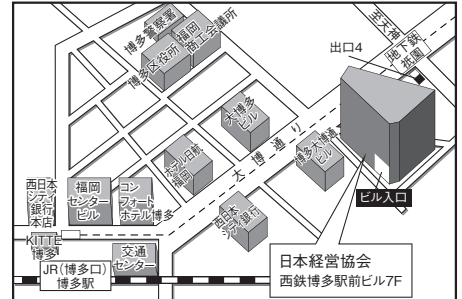 博多警察署
博多区役所
福岡
商工会議所
至天神
地下鉄
祇園
出口4
大博多
ビル
大博通り
ホテル日航
福岡
博多大博通
ビル
西日本
シティ
銀行
本店
福岡
センター
ビル
コン
フォート
ホテル博多
西日本
シティ銀行
ビル入口
KITTE
博多
交通
センター
JR(博多口)
博多駅
日本経営協会
西鉄博多駅前ビル7F